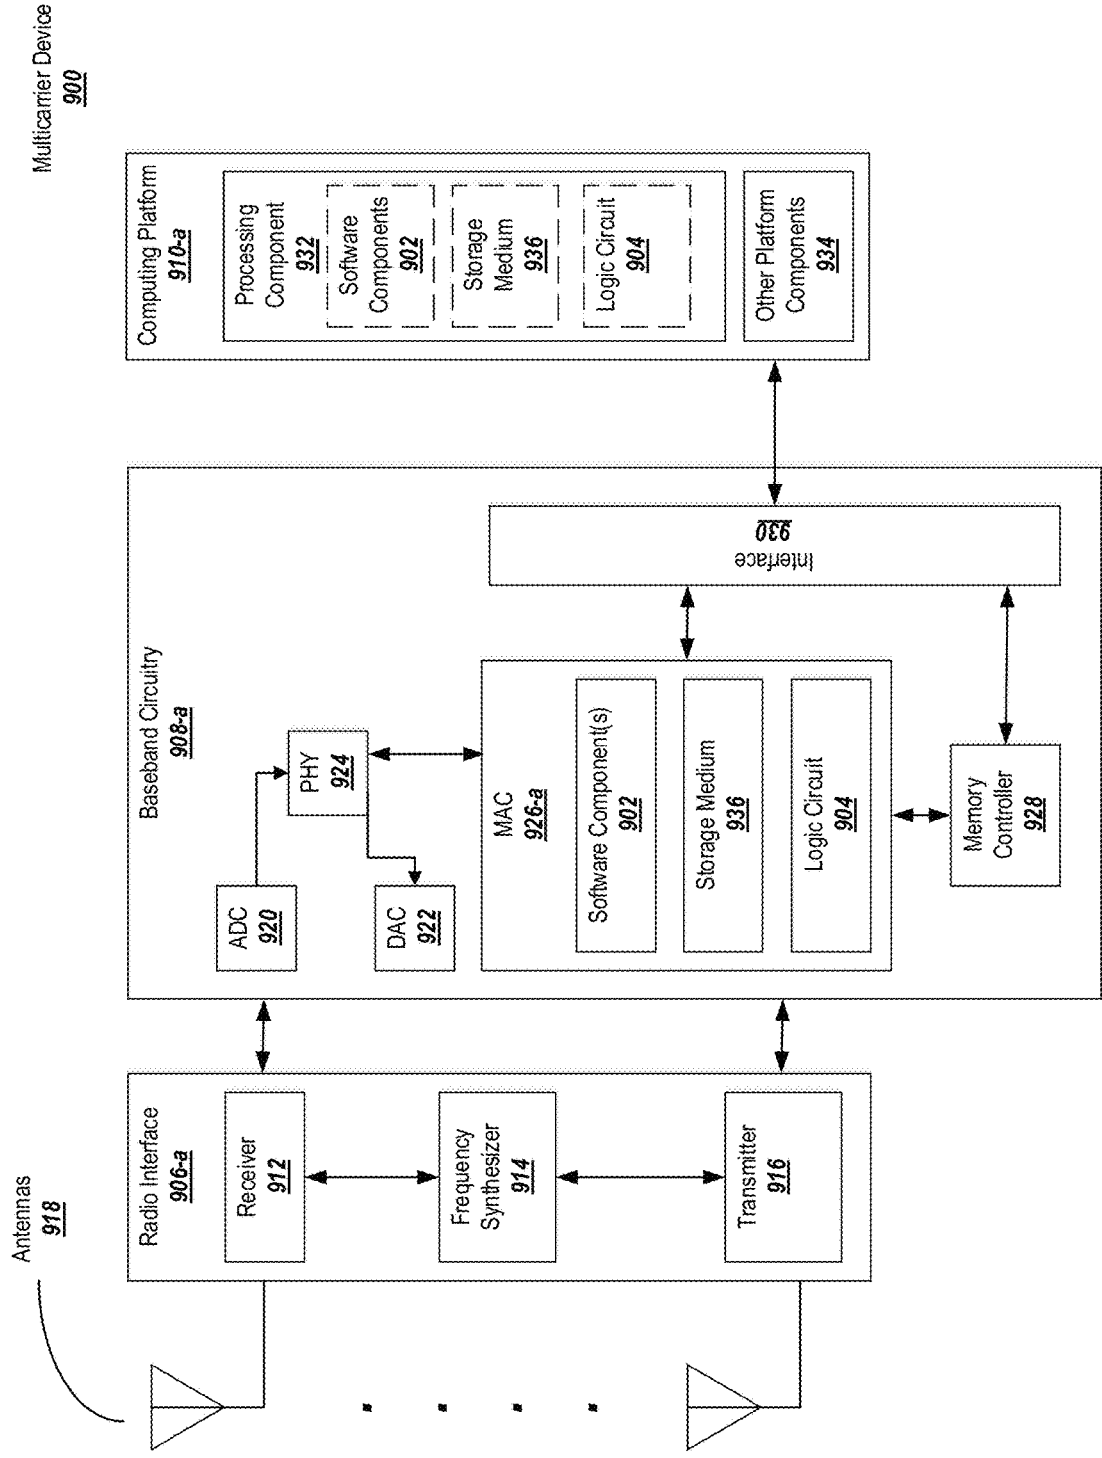 Multicarrier Device
900
Antennas
918
Radio Interface
906-a
Receiver
912
Frequency
Synthesizer
914
Transmitter
916
Baseband Circuitry
908-a
ADC
920
PHY
924
DAC
922
MAC
926-a
Software Component(s)
902
Storage Medium
936
Logic Circuit
904
Memory
Controller
928
Interface
930
Computing Platform
910-a
Processing
Component
932
Software
Components
902
Storage
Medium
936
Logic Circuit
904
Other Platform
Components
934